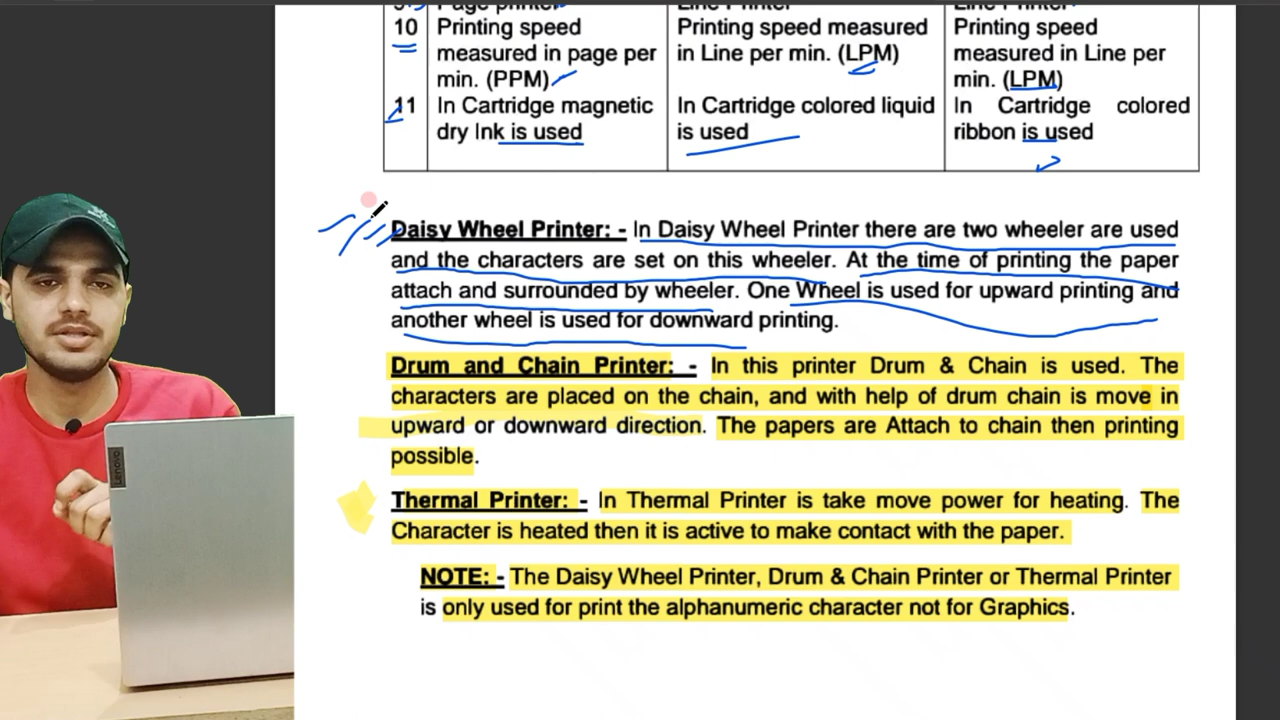 9. Page printer Line Printer Line Printer
10 Printing speed Printing speed measured Printing speed
measured in page per in Line per min. (LPM) measured in Line per
min. (PPM) min. (LPM)
11 In Cartridge magnetic In Cartridge colored liquid In Cartridge colored
dry Ink is used is used ribbon is used
Daisy Wheel Printer: - In Daisy Wheel Printer there are two wheeler are used
and the characters are set on this wheeler. At the time of printing the paper
attach and surrounded by wheeler. One Wheel is used for upward printing and
another wheel is used for downward printing.
Drum and Chain Printer: - In this printer Drum & Chain is used. The
characters are placed on the chain, and with help of drum chain is move in
upward or downward direction. The papers are Attach to chain then printing
possible.
Thermal Printer: - In Thermal Printer is take move power for heating. The
Character is heated then it is active to make contact with the paper.
NOTE: - The Daisy Wheel Printer, Drum & Chain Printer or Thermal Printer
is only used for print the alphanumeric character not for Graphics.
Lenovo